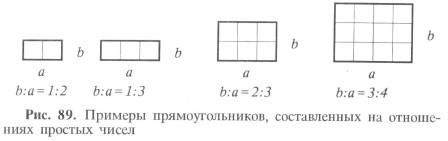 b
b
b
b
a
a
a
a
b:a=1:2
b:a=1:3
b:a=2:3
b:a=3:4
Рис. 89. Примеры прямоугольников, составленных на отноше-
ниях простых чисел